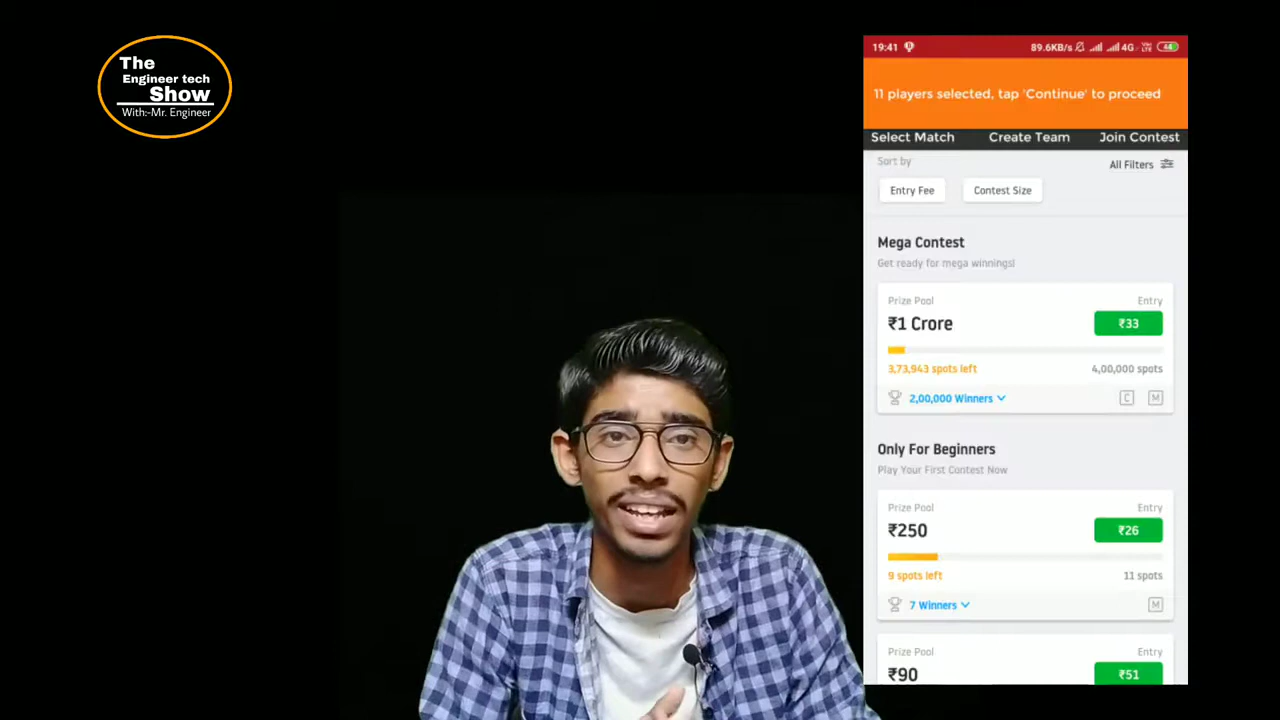 The
Engineer tech
Show
With:-Mr. Engineer
19:41
89.6KB/s 4G Vo LTE 44
11 players selected, tap 'Continue' to proceed
Select Match Create Team Join Contest
Sort by
All Filters
Entry Fee Contest Size
Mega Contest
Get ready for mega winnings!
Prize Pool Entry
₹1 Crore ₹33
3,73,943 spots left 4,00,000 spots
2,00,000 Winners C M
Only For Beginners
Play Your First Contest Now
Prize Pool Entry
₹250 ₹26
9 spots left 11 spots
7 Winners M
Prize Pool Entry
₹90 ₹51